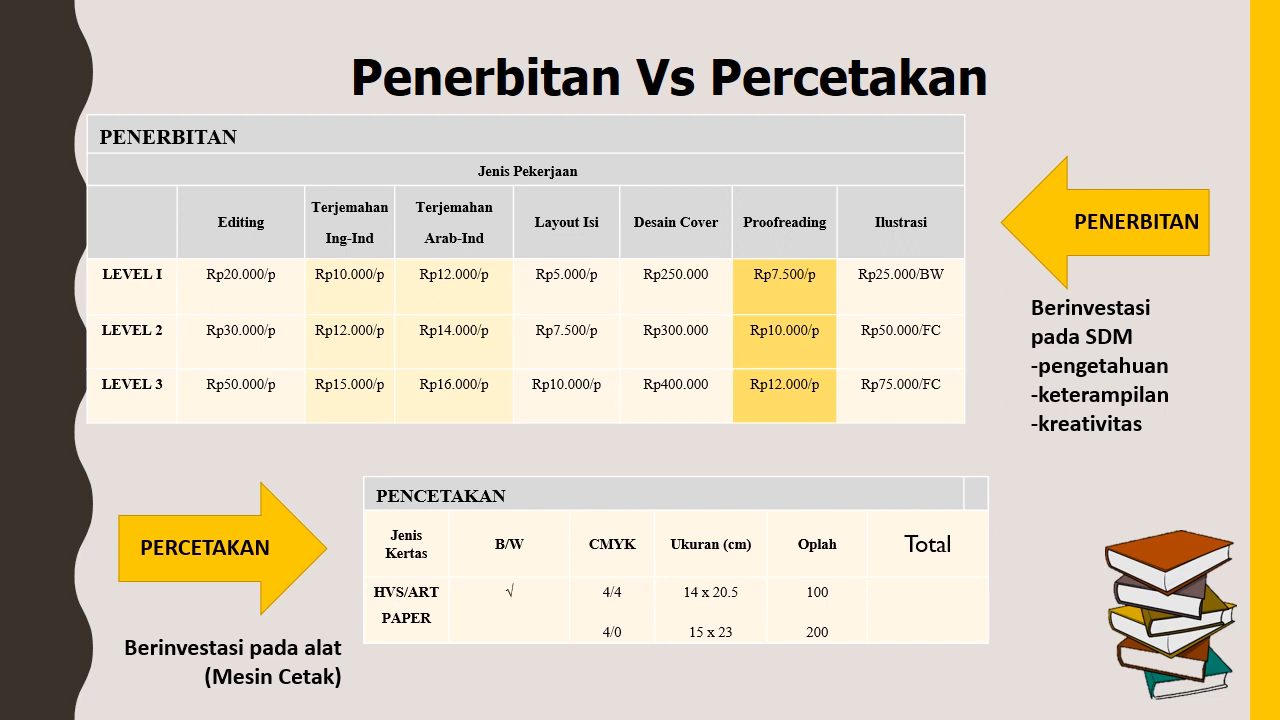 Penerbitan Vs Percetakan
PENERBITAN
Jenis Pekerjaan
Editing Terjemahan Ing-Ind Terjemahan Arab-Ind Layout Isi Desain Cover Proofreading Ilustrasi
LEVEL I Rp20.000/p Rp10.000/p Rp12.000/p Rp5.000/p Rp250.000 Rp7.500/p Rp25.000/BW
LEVEL 2 Rp30.000/p Rp12.000/p Rp14.000/p Rp7.500/p Rp300.000 Rp10.000/p Rp50.000/FC
LEVEL 3 Rp50.000/p Rp15.000/p Rp16.000/p Rp10.000/p Rp400.000 Rp12.000/p Rp75.000/FC
PENERBITAN
Berinvestasi
pada SDM
-pengetahuan
-keterampilan
-kreativitas
PERCETAKAN
Berinvestasi pada alat
(Mesin Cetak)
PENCETAKAN
Jenis Kertas B/W CMYK Ukuran (cm) Oplah Total
HVS/ART √ 4/4 14 x 20.5 100
PAPER 4/0 15 x 23 200